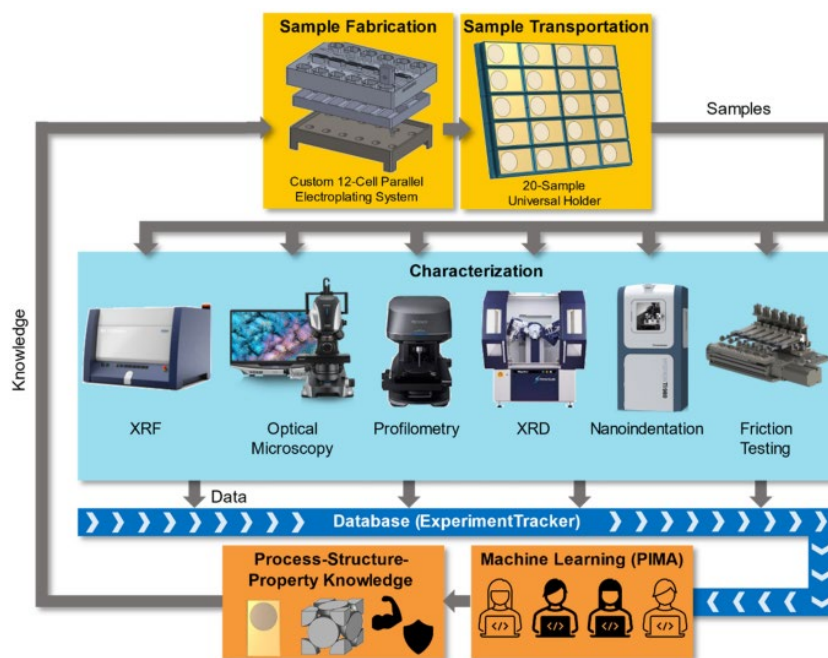 Sample Fabrication
Custom 12-Cell Parallel
Electroplating System
Sample Transportation
20-Sample
Universal Holder
Samples
Knowledge
Characterization
XRF
Optical
Microscopy
Profilometry
XRD
Nanoindentation
Friction
Testing
Data
Database (ExperimentTracker)
Process-Structure-
Property Knowledge
Machine Learning (PIMA)